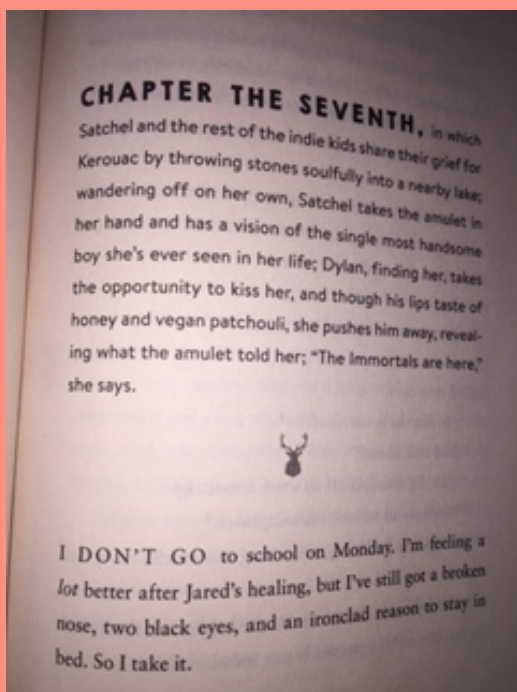 CHAPTER THE SEVENTH, in which
Satchel and the rest of the indie kids share their grief for
Kerouac by throwing stones soulfully into a nearby lake;
wandering off on her own, Satchel takes the amulet in
her hand and has a vision of the single most handsome
boy she's ever seen in her life; Dylan, finding her, takes
the opportunity to kiss her, and though his lips taste of
honey and vegan patchouli, she pushes him away, reveal-
ing what the amulet told her; "The Immortals are here,"
she says.
I DON'T GO to school on Monday. I'm feeling a
lot better after Jared's healing, but I've still got a broken
nose, two black eyes, and an ironclad reason to stay in
bed. So I take it.